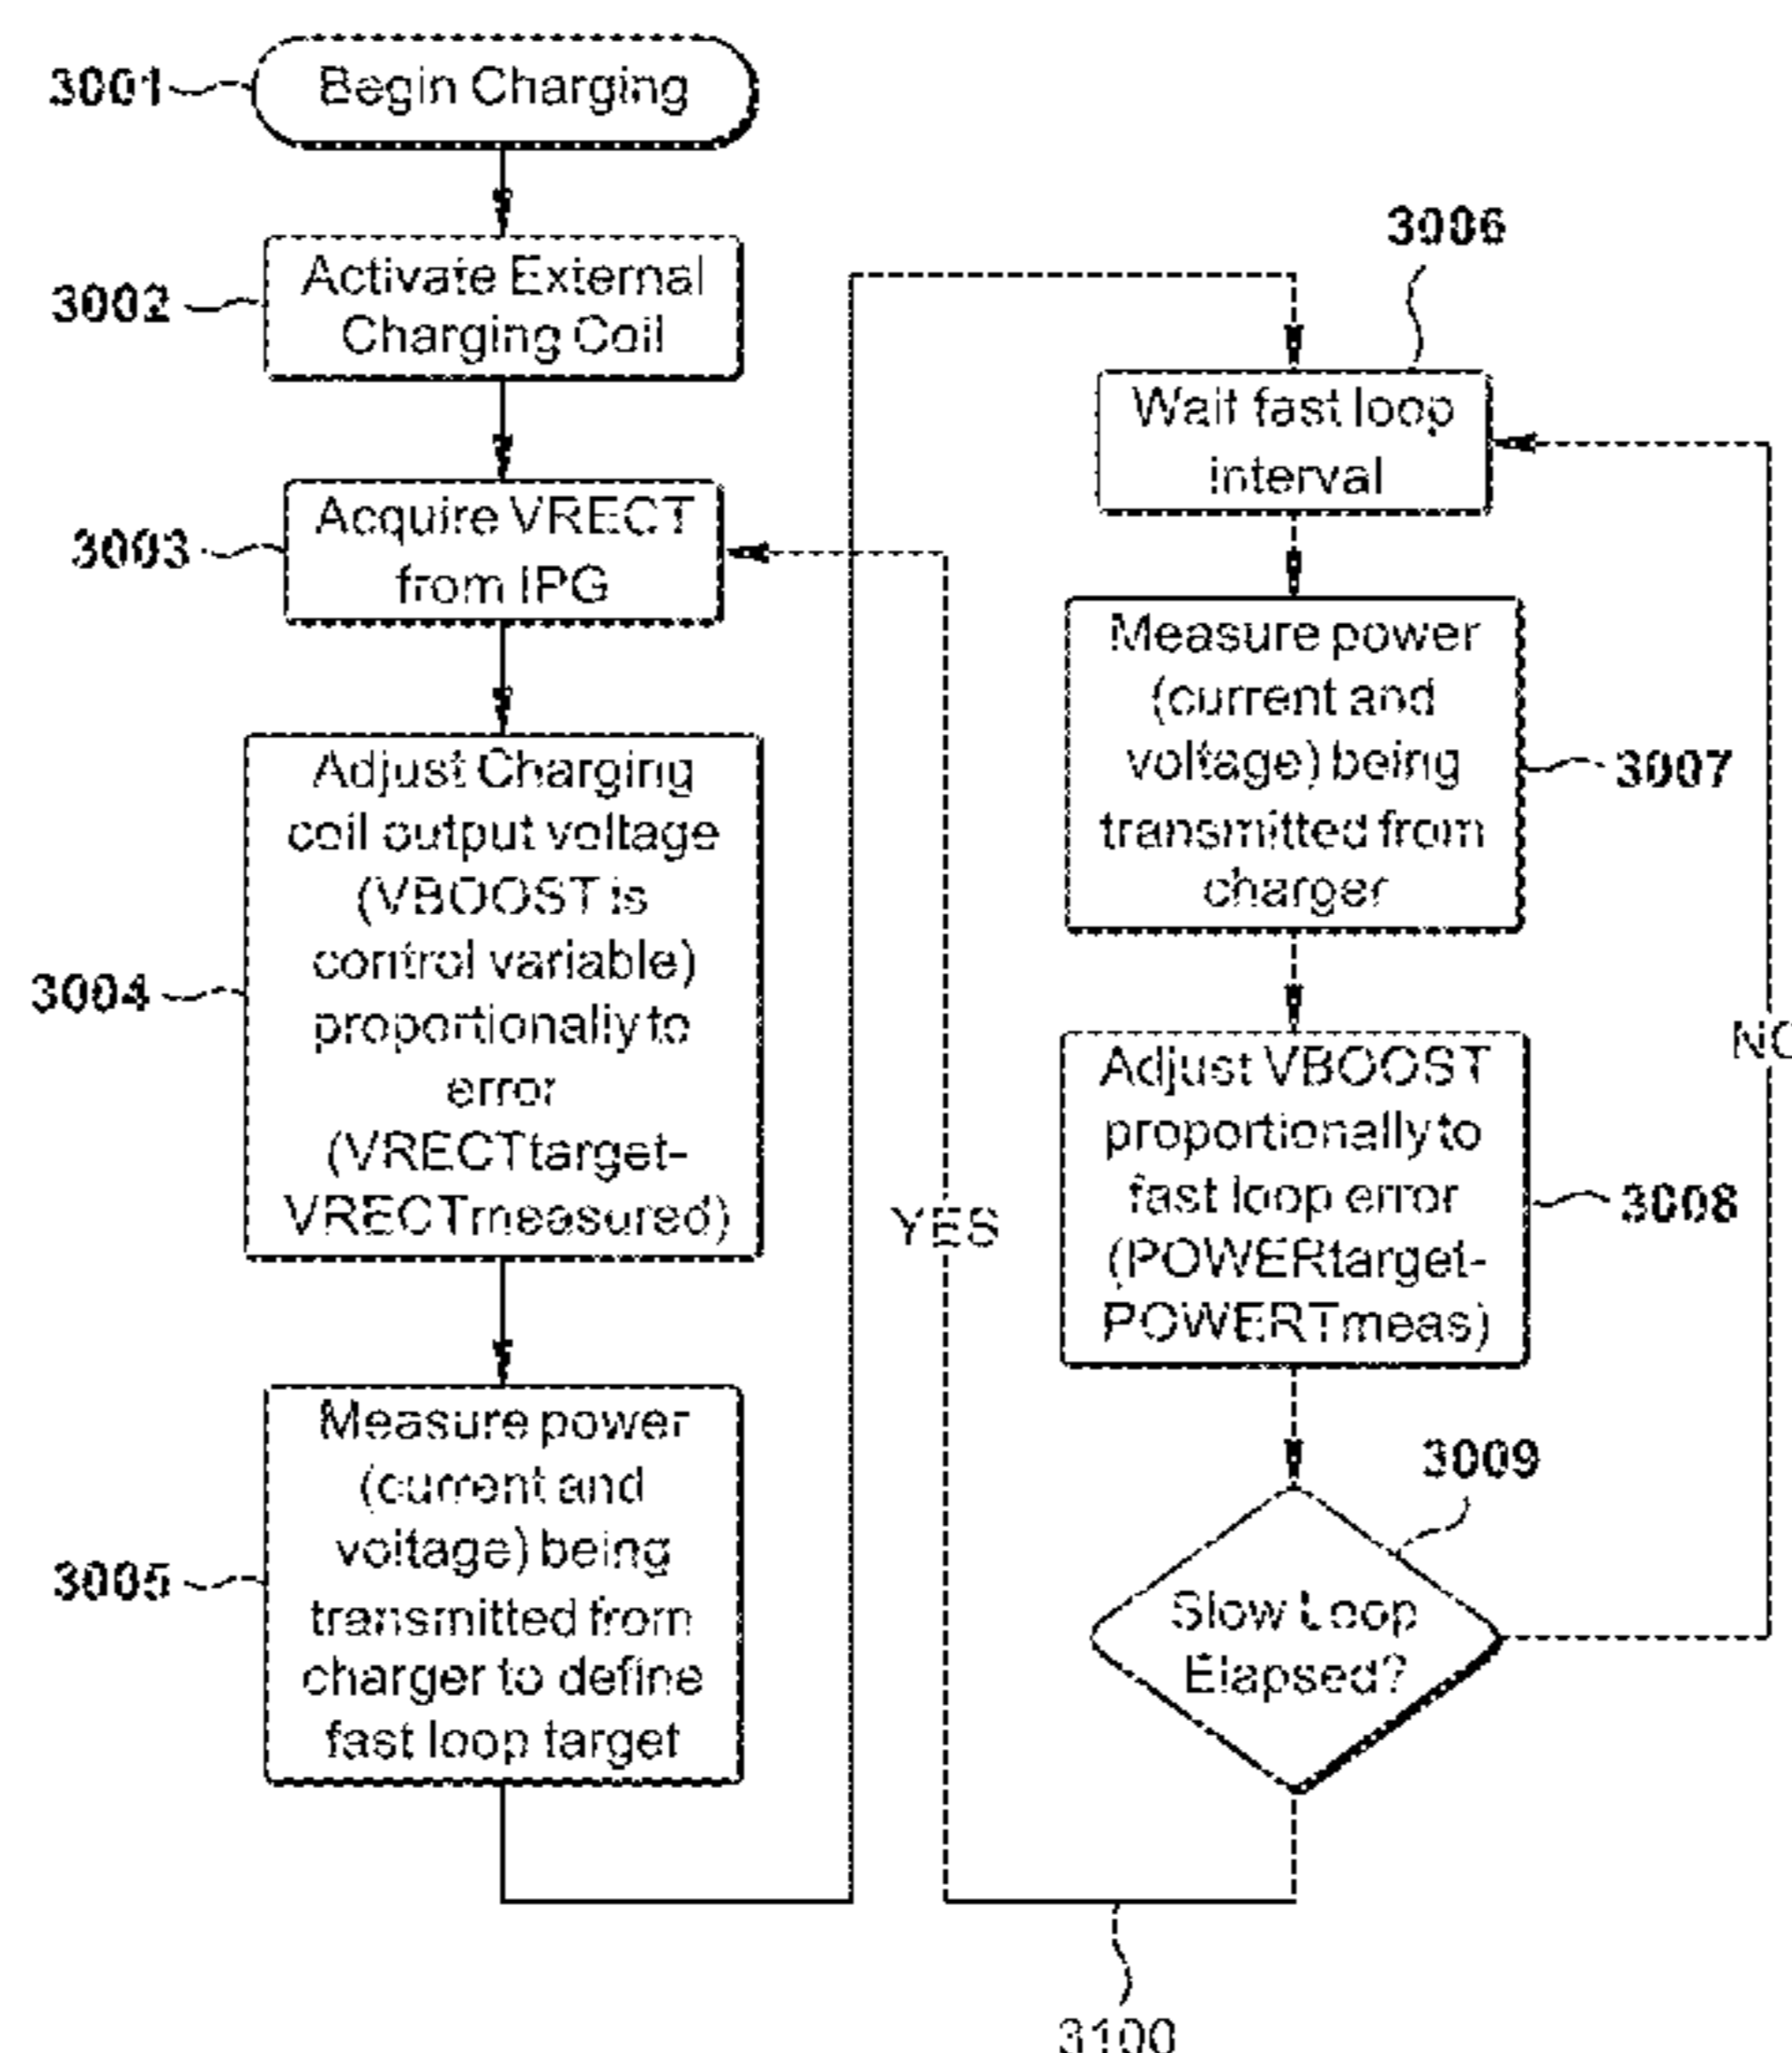 3001
Begin Charging
3002
Activate External
Charging Coil
3003
Acquire VRECT
from IPG
3004
Adjust Charging
coil output voltage
(VBOOST is
control variable)
proportionally to
error
(VRECTtarget-
VRECTmeasured)
3005
Measure power
(current and
voltage) being
transmitted from
charger to define
fast loop target
3006
Wait fast loop
interval
Measure power
(current and
voltage) being
transmitted from
charger
3007
Adjust VBOOST
proportionally to
fast loop error
(POWERtarget-
POWERTmeas)
3008
3009
Slow Loop
Elapsed?
YES
NO
3100